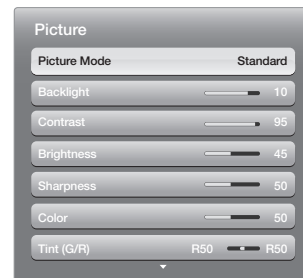 Picture
Picture Mode Standard
Backlight 10
Contrast 95
Brightness 45
Sharpness 50
Color 50
Tint (G/R) R50 R50